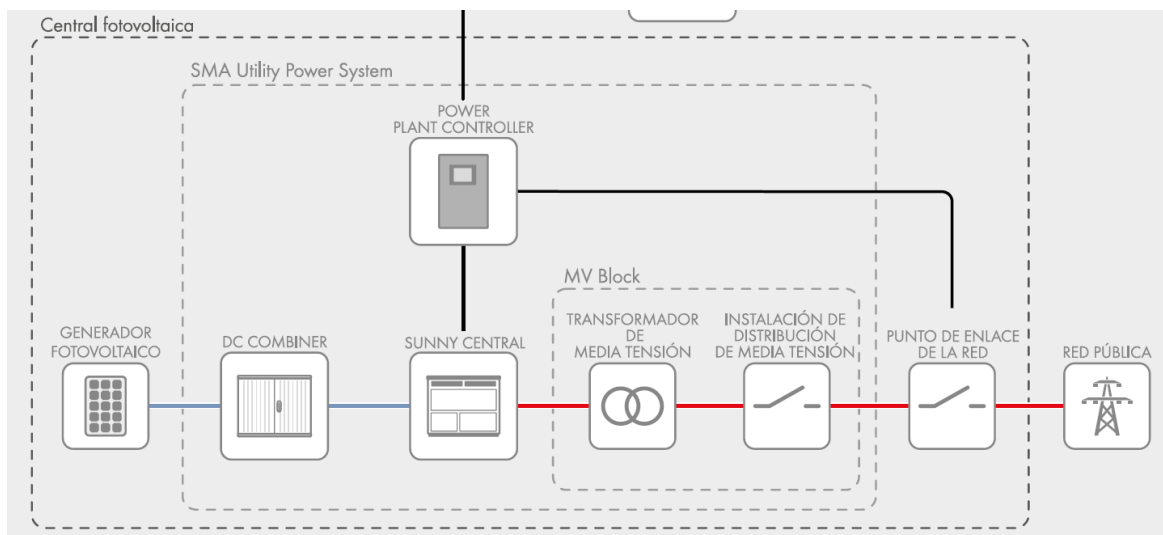 Central fotovoltaica
SMA Utility Power System
POWER
PLANT CONTROLLER
MV Block
GENERADOR
FOTOVOLTAICO
DC COMBINER
SUNNY CENTRAL
TRANSFORMADOR
DE
MEDIA TENSIÓN
INSTALACIÓN DE
DISTRIBUCIÓN
DE MEDIA TENSIÓN
PUNTO DE ENLACE
DE LA RED
RED PÚBLICA